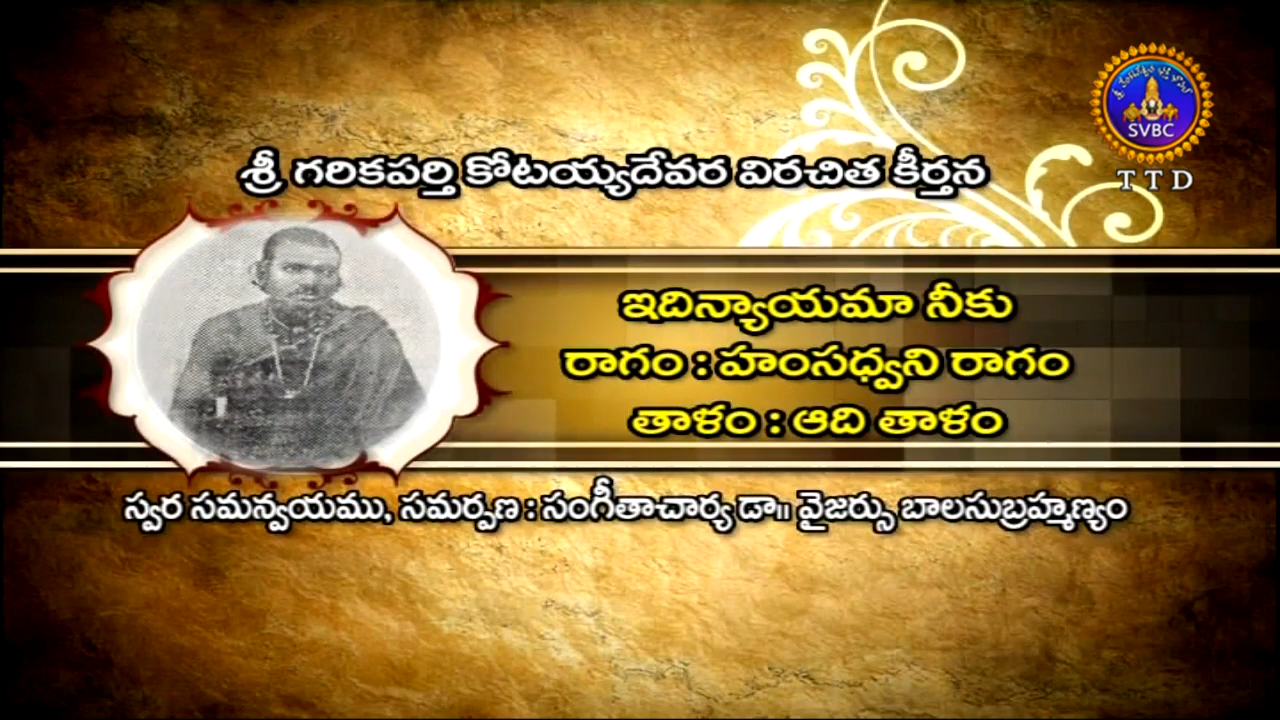 శ్రీ గరికపర్తి కోటయ్యదేవర విరచిత కీర్తన
SVBC
T T D
ఇదిన్యాయమా నీకు
రాగం : హంసధ్వని రాగం
తాళం : ఆది తాళం
స్వర సమన్వయము, సమర్పణ : సంగీతాచార్య డా॥ వైజర్సు బాలసుబ్రహ్మణ్యం